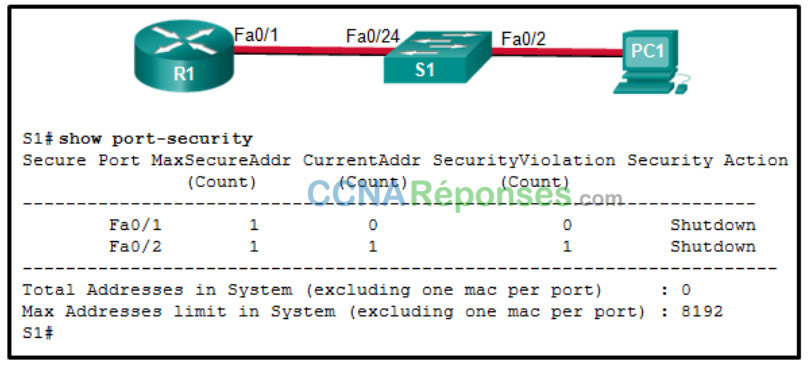 Fa0/1 Fa0/24 Fa0/2
R1 S1 PC1
S1# show port-security
Secure Port MaxSecureAddr CurrentAddr SecurityViolation Security Action
(Count) (Count) (Count)
CCNARéponses.com
Fa0/1 1 0 0 Shutdown
Fa0/2 1 1 1 Shutdown
Total Addresses in System (excluding one mac per port) : 0
Max Addresses limit in System (excluding one mac per port) : 8192
S1#